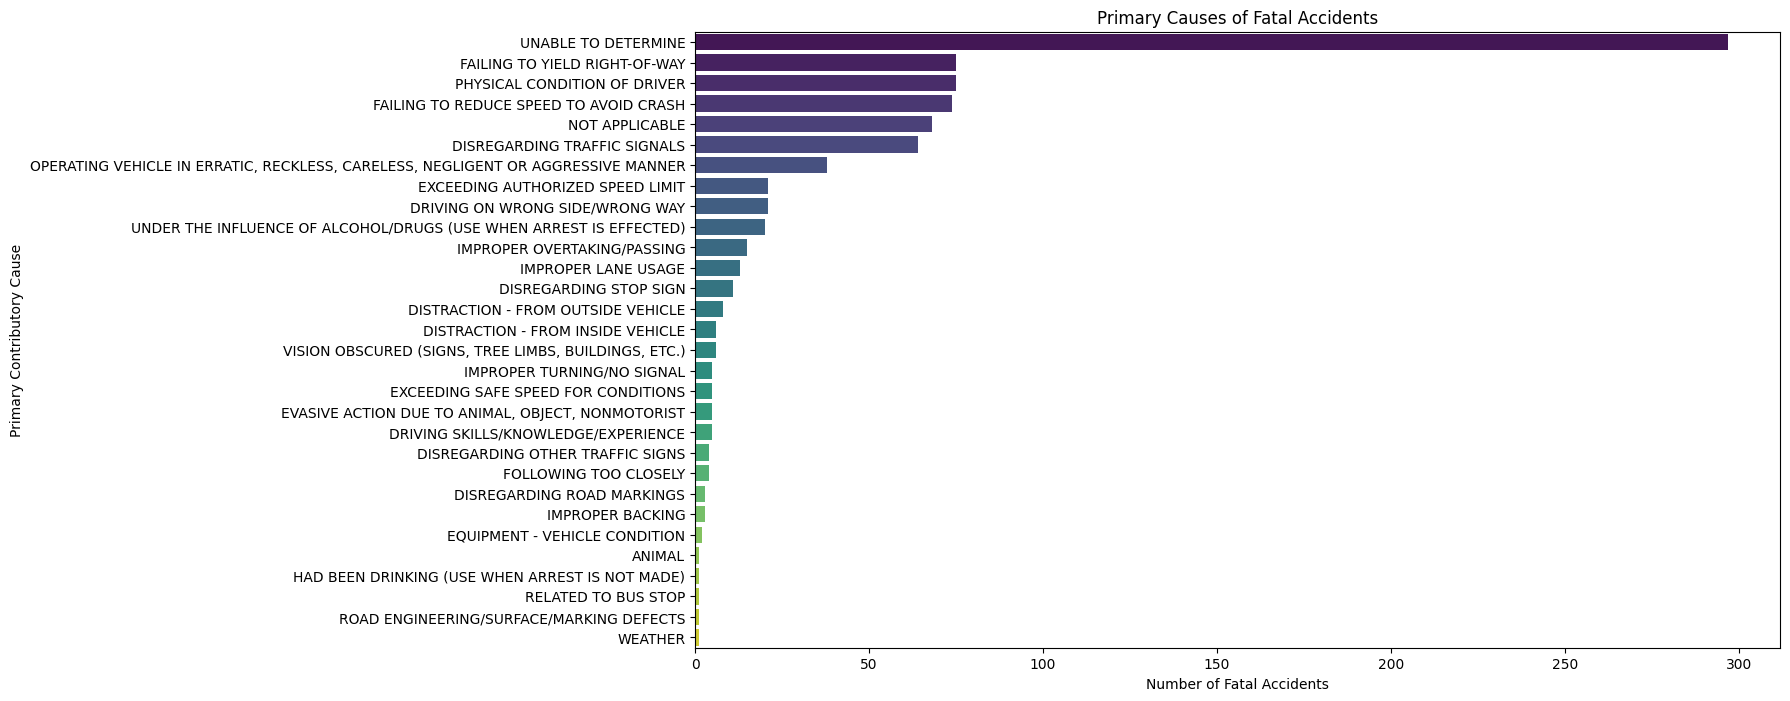 Primary Causes of Fatal Accidents
UNABLE TO DETERMINE
FAILING TO YIELD RIGHT-OF-WAY
PHYSICAL CONDITION OF DRIVER
FAILING TO REDUCE SPEED TO AVOID CRASH
NOT APPLICABLE
DISREGARDING TRAFFIC SIGNALS
OPERATING VEHICLE IN ERRATIC, RECKLESS, CARELESS, NEGLIGENT OR AGGRESSIVE MANNER
EXCEEDING AUTHORIZED SPEED LIMIT
DRIVING ON WRONG SIDE/WRONG WAY
UNDER THE INFLUENCE OF ALCOHOL/DRUGS (USE WHEN ARREST IS EFFECTED)
IMPROPER OVERTAKING/PASSING
IMPROPER LANE USAGE
DISREGARDING STOP SIGN
DISTRACTION - FROM OUTSIDE VEHICLE
DISTRACTION - FROM INSIDE VEHICLE
VISION OBSCURED (SIGNS, TREE LIMBS, BUILDINGS, ETC.)
IMPROPER TURNING/NO SIGNAL
EXCEEDING SAFE SPEED FOR CONDITIONS
EVASIVE ACTION DUE TO ANIMAL, OBJECT, NONMOTORIST
DRIVING SKILLS/KNOWLEDGE/EXPERIENCE
DISREGARDING OTHER TRAFFIC SIGNS
FOLLOWING TOO CLOSELY
DISREGARDING ROAD MARKINGS
IMPROPER BACKING
EQUIPMENT - VEHICLE CONDITION
ANIMAL
HAD BEEN DRINKING (USE WHEN ARREST IS NOT MADE)
RELATED TO BUS STOP
ROAD ENGINEERING/SURFACE/MARKING DEFECTS
WEATHER
Primary Contributory Cause
0 50 100 150 200 250 300
Number of Fatal Accidents